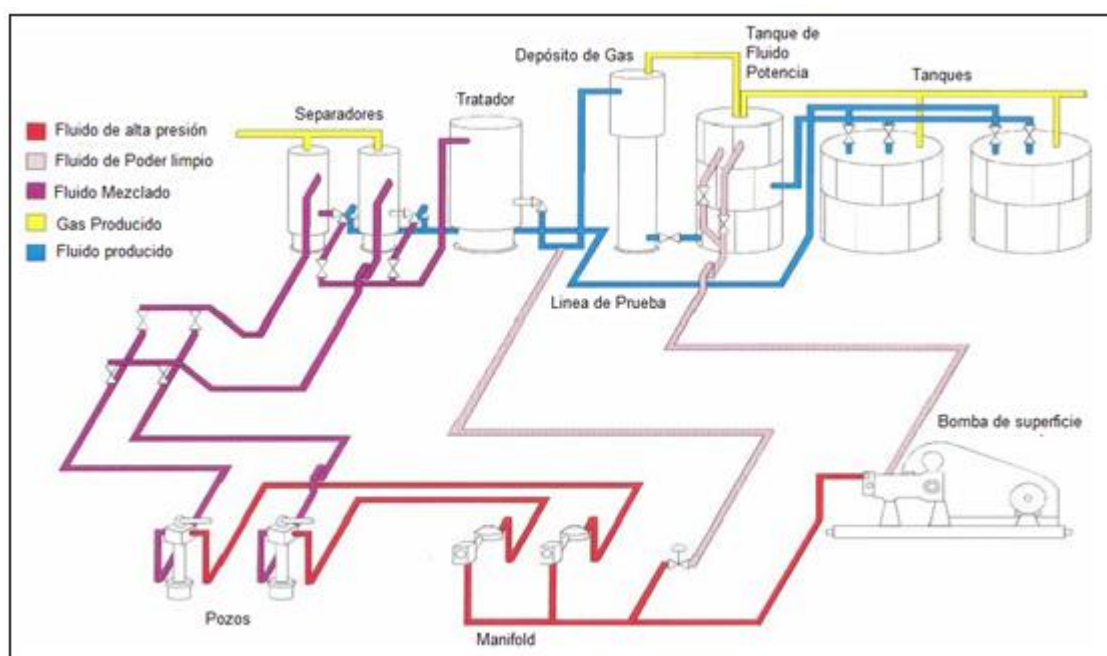 Depósito de Gas
Tanque de
Fluido
Potencia
Tanques
Separadores
Tratador
Fluido de alta presión
Fluido de Poder limpio
Fluido Mezclado
Gas Producido
Fluido producido
Linea de Prueba
Bomba de superficie
Pozos
Manifold